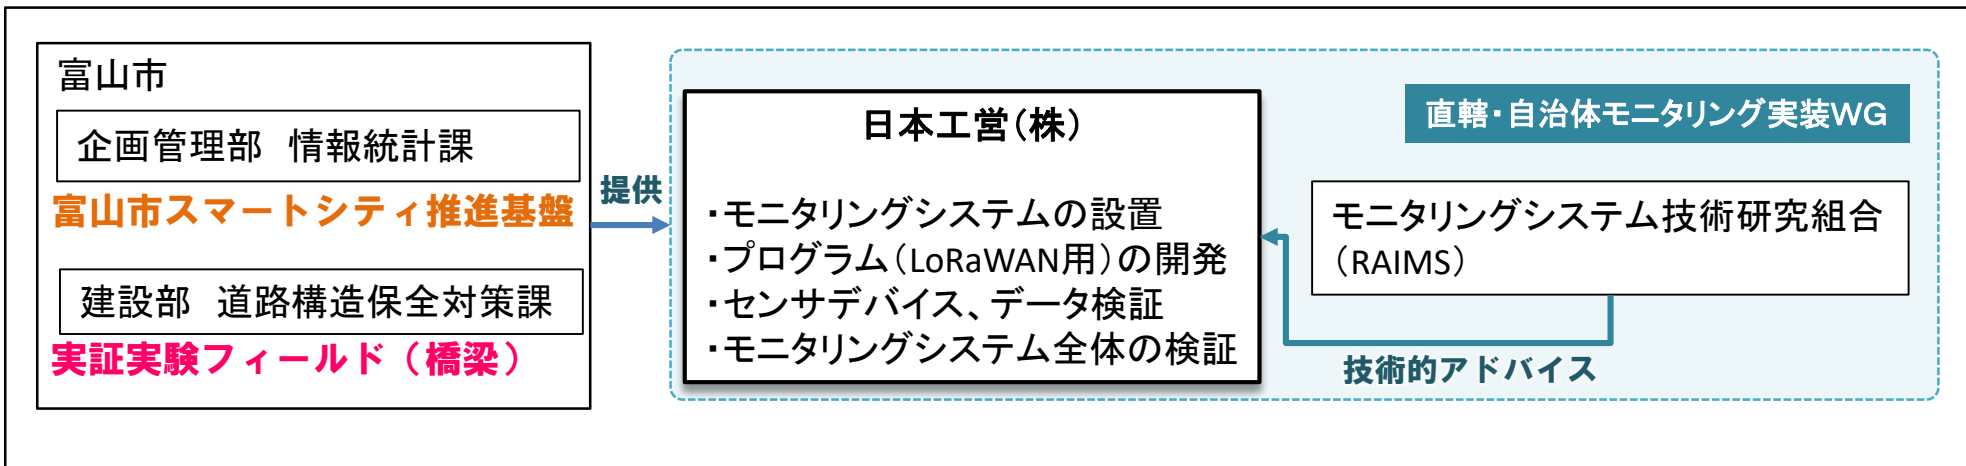 富山市
企画管理部　情報統計課
富山市スマートシティ推進基盤
建設部　道路構造保全対策課
実証実験フィールド（橋梁）
提供
日本工営(株)
・モニタリングシステムの設置
・プログラム（LoRaWAN用）の開発
・センサデバイス、データ検証
・モニタリングシステム全体の検証
直轄・自治体モニタリング実装WG
モニタリングシステム技術研究組合
（RAIMS）
技術的アドバイス